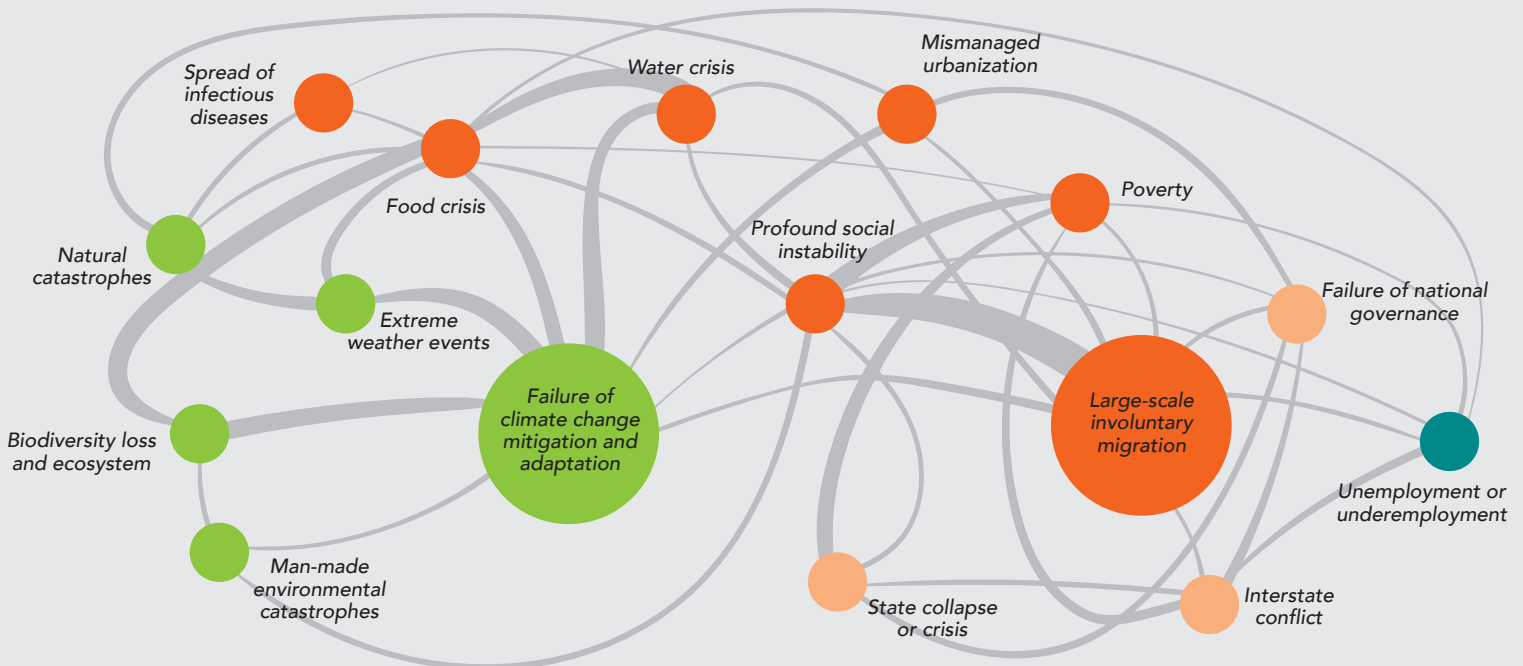 Mismanaged
urbanization
Spread of
infectious
diseases
Water crisis
Food crisis
Poverty
Profound social
instability
Natural
catastrophes
Extreme
weather events
Failure of national
governance
Failure of
climate change
mitigation and
adaptation
Large-scale
involuntary
migration
Biodiversity loss
and ecosystem
Unemployment or
underemployment
Man-made
environmental
catastrophes
State collapse
or crisis
Interstate
conflict